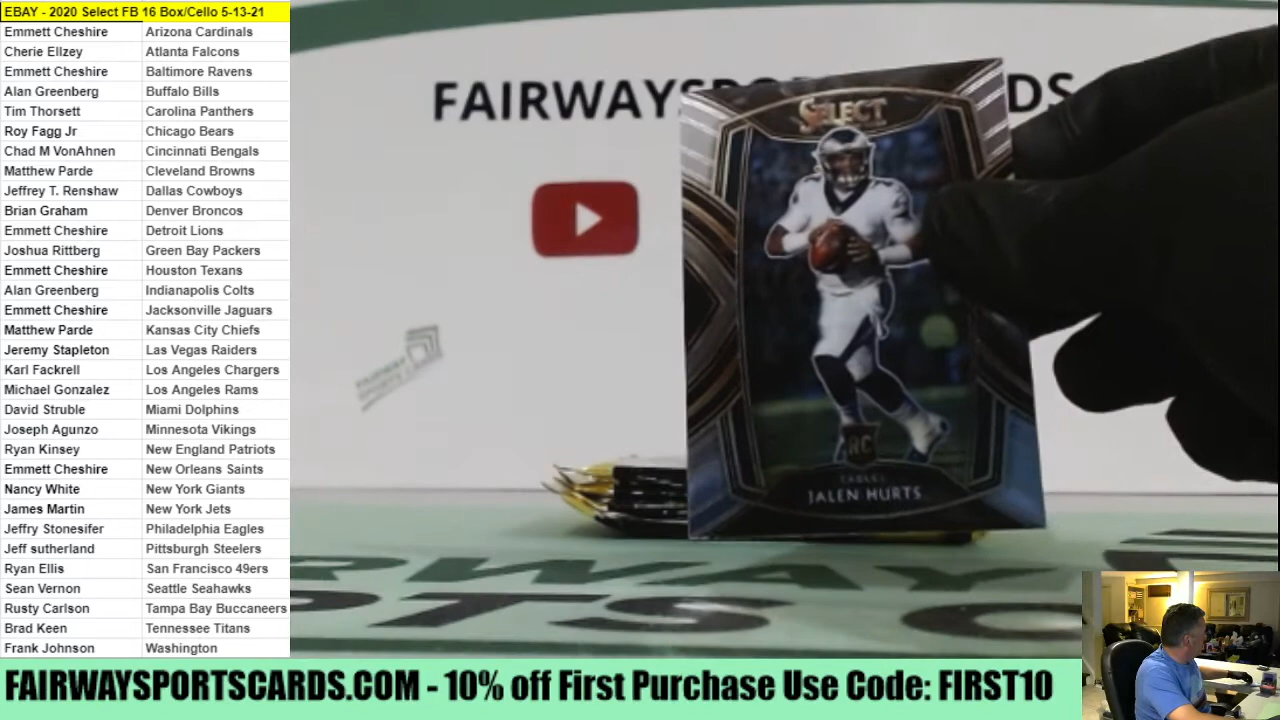 EBAY - 2020 Select FB 16 Box/Cello 5-13-21
Emmett Cheshire Arizona Cardinals
Cherie Ellzey Atlanta Falcons
Emmett Cheshire Baltimore Ravens
Alan Greenberg Buffalo Bills
Tim Thorsett Carolina Panthers
Roy Fagg Jr Chicago Bears
Chad M VonAhnen Cincinnati Bengals
Matthew Parde Cleveland Browns
Jeffrey T. Renshaw Dallas Cowboys
Brian Graham Denver Broncos
Emmett Cheshire Detroit Lions
Joshua Rittberg Green Bay Packers
Emmett Cheshire Houston Texans
Alan Greenberg Indianapolis Colts
Emmett Cheshire Jacksonville Jaguars
Matthew Parde Kansas City Chiefs
Jeremy Stapleton Las Vegas Raiders
Karl Fackrell Los Angeles Chargers
Michael Gonzalez Los Angeles Rams
David Struble Miami Dolphins
Joseph Agunzo Minnesota Vikings
Ryan Kinsey New England Patriots
Emmett Cheshire New Orleans Saints
Nancy White New York Giants
James Martin New York Jets
Jeffry Stonesifer Philadelphia Eagles
Jeff sutherland Pittsburgh Steelers
Ryan Ellis San Francisco 49ers
Sean Vernon Seattle Seahawks
Rusty Carlson Tampa Bay Buccaneers
Brad Keen Tennessee Titans
Frank Johnson Washington
FAIRWAYSPO DS
SELECT
RC
EAGLES
JALEN HURTS
FAIRWAY
SPORTS CARDS
RWAY
PTS C
FAIRWAYSPORTSCARDS.COM - 10% off First Purchase Use Code: FIRST10